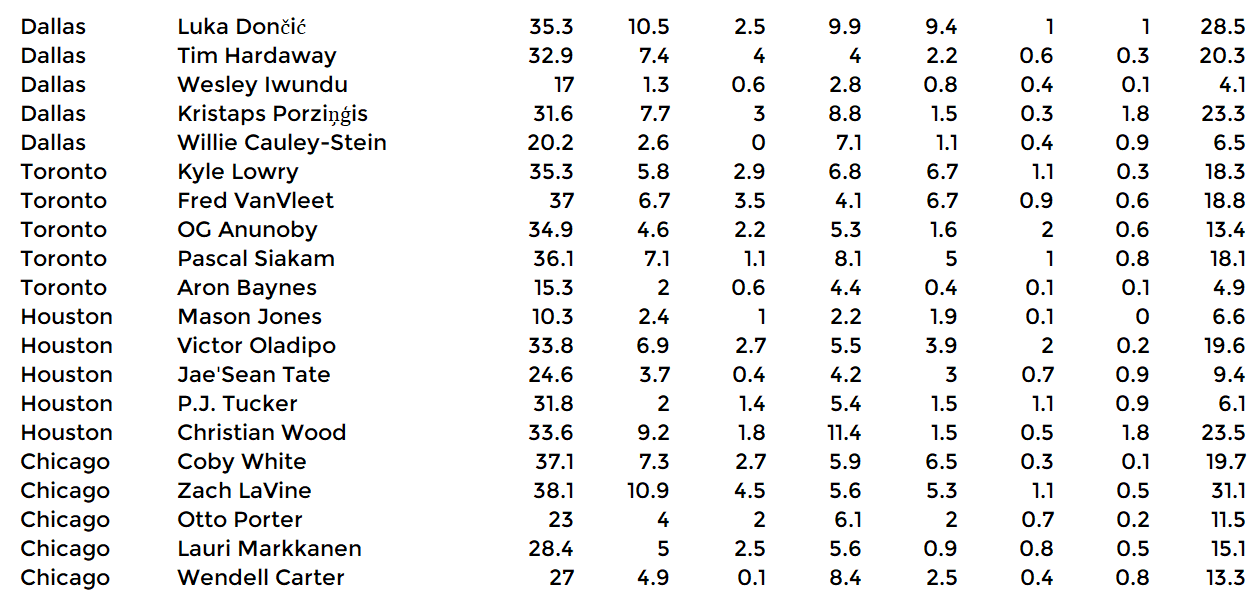 Dallas Luka Dončić 35.3 10.5 2.5 9.9 9.4 1 1 28.5
Dallas Tim Hardaway 32.9 7.4 4 4 2.2 0.6 0.3 20.3
Dallas Wesley Iwundu 17 1.3 0.6 2.8 0.8 0.4 0.1 4.1
Dallas Kristaps Porziņģis 31.6 7.7 3 8.8 1.5 0.3 1.8 23.3
Dallas Willie Cauley-Stein 20.2 2.6 0 7.1 1.1 0.4 0.9 6.5
Toronto Kyle Lowry 35.3 5.8 2.9 6.8 6.7 1.1 0.3 18.3
Toronto Fred VanVleet 37 6.7 3.5 4.1 6.7 0.9 0.6 18.8
Toronto OG Anunoby 34.9 4.6 2.2 5.3 1.6 2 0.6 13.4
Toronto Pascal Siakam 36.1 7.1 1.1 8.1 5 1 0.8 18.1
Toronto Aron Baynes 15.3 2 0.6 4.4 0.4 0.1 0.1 4.9
Houston Mason Jones 10.3 2.4 1 2.2 1.9 0.1 0 6.6
Houston Victor Oladipo 33.8 6.9 2.7 5.5 3.9 2 0.2 19.6
Houston Jae'Sean Tate 24.6 3.7 0.4 4.2 3 0.7 0.9 9.4
Houston P.J. Tucker 31.8 2 1.4 5.4 1.5 1.1 0.9 6.1
Houston Christian Wood 33.6 9.2 1.8 11.4 1.5 0.5 1.8 23.5
Chicago Coby White 37.1 7.3 2.7 5.9 6.5 0.3 0.1 19.7
Chicago Zach LaVine 38.1 10.9 4.5 5.6 5.3 1.1 0.5 31.1
Chicago Otto Porter 23 4 2 6.1 2 0.7 0.2 11.5
Chicago Lauri Markkanen 28.4 5 2.5 5.6 0.9 0.8 0.5 15.1
Chicago Wendell Carter 27 4.9 0.1 8.4 2.5 0.4 0.8 13.3